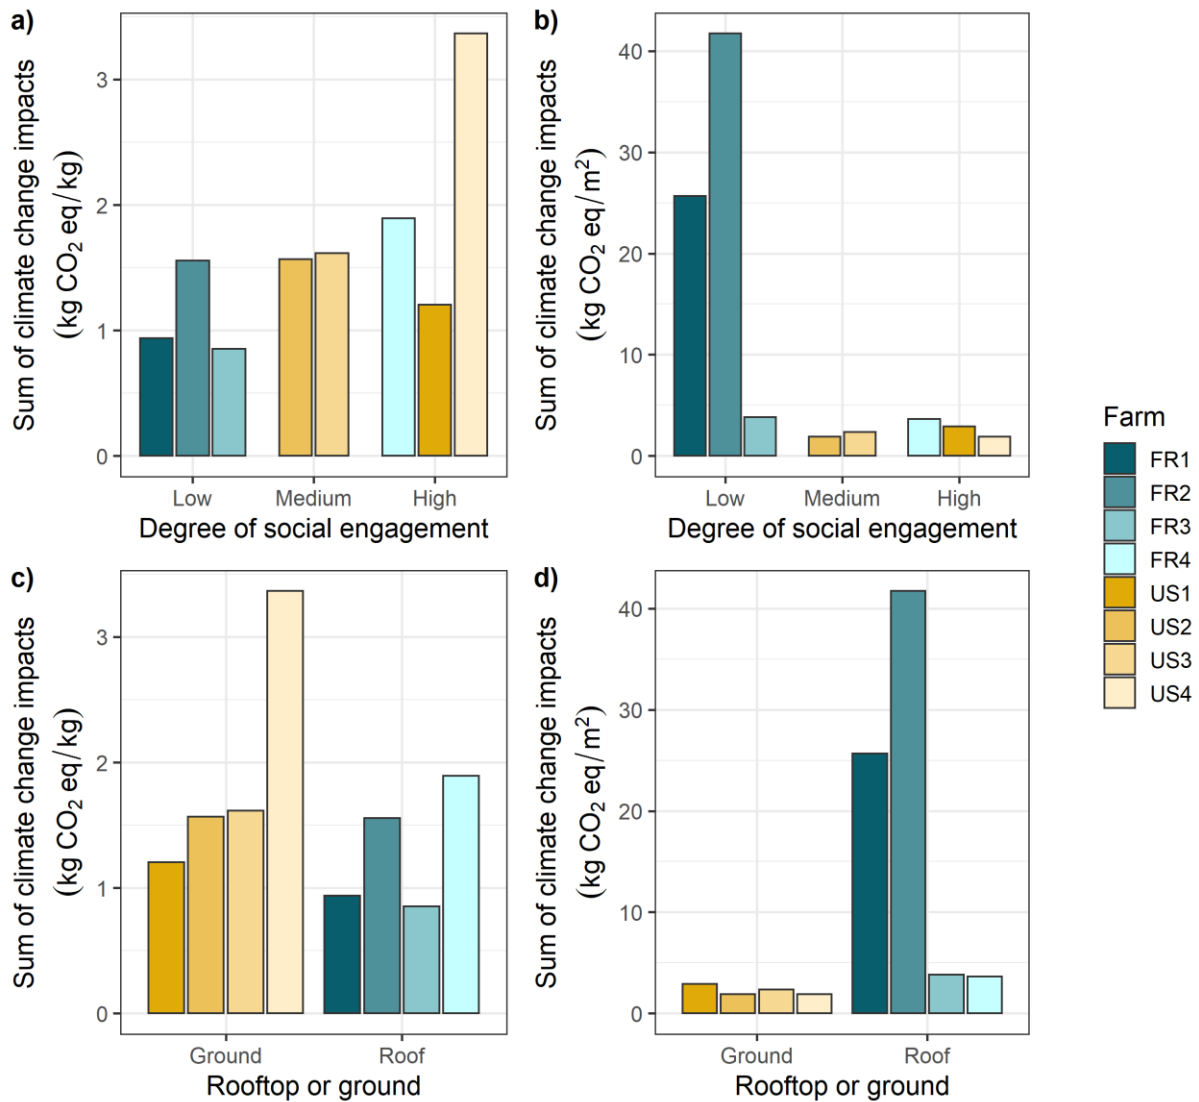 a)
Sum of climate change impacts
(kg CO₂ eq/kg)
3
2
1
0
Low
Medium
High
Degree of social engagement
b)
Sum of climate change impacts
(kg CO₂ eq/m²)
40
30
20
10
0
Low
Medium
High
Degree of social engagement
c)
Sum of climate change impacts
(kg CO₂ eq/kg)
3
2
1
0
Ground
Roof
Rooftop or ground
d)
Sum of climate change impacts
(kg CO₂ eq/m²)
40
30
20
10
0
Ground
Roof
Rooftop or ground
Farm
FR1
FR2
FR3
FR4
US1
US2
US3
US4